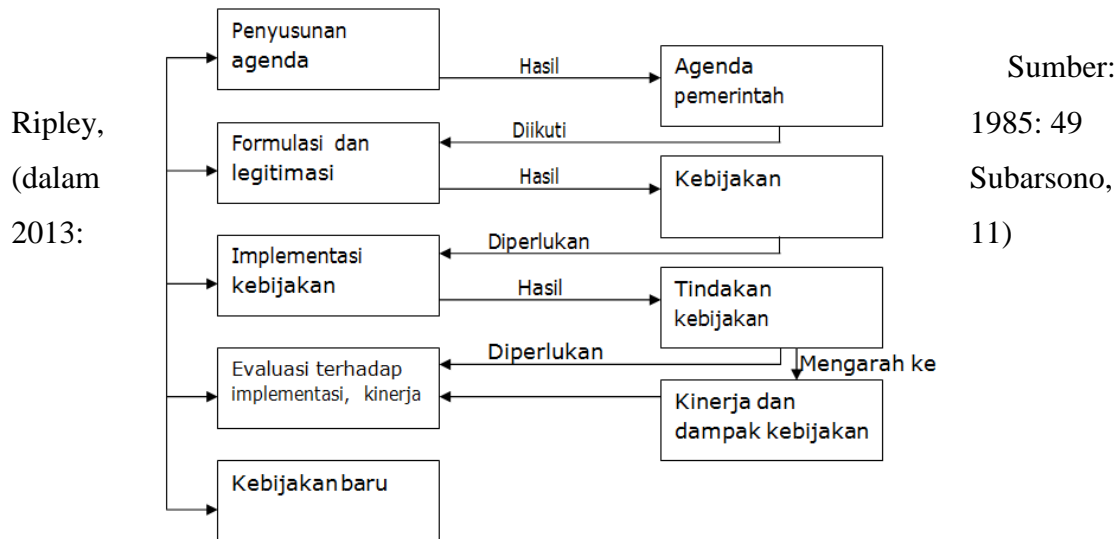 Penyusunan
agenda
Hasil
Agenda
pemerintah
Sumber:
Ripley,
1985: 49
Diikuti
Formulasi dan
legitimasi
Hasil
Kebijakan
(dalam
Subarsono,
2013:
11)
Diperlukan
Implementasi
kebijakan
Hasil
Tindakan
kebijakan
Diperlukan
Mengarah ke
Evaluasi terhadap
implementasi, kinerja
Kinerja dan
dampak kebijakan
Kebijakan baru